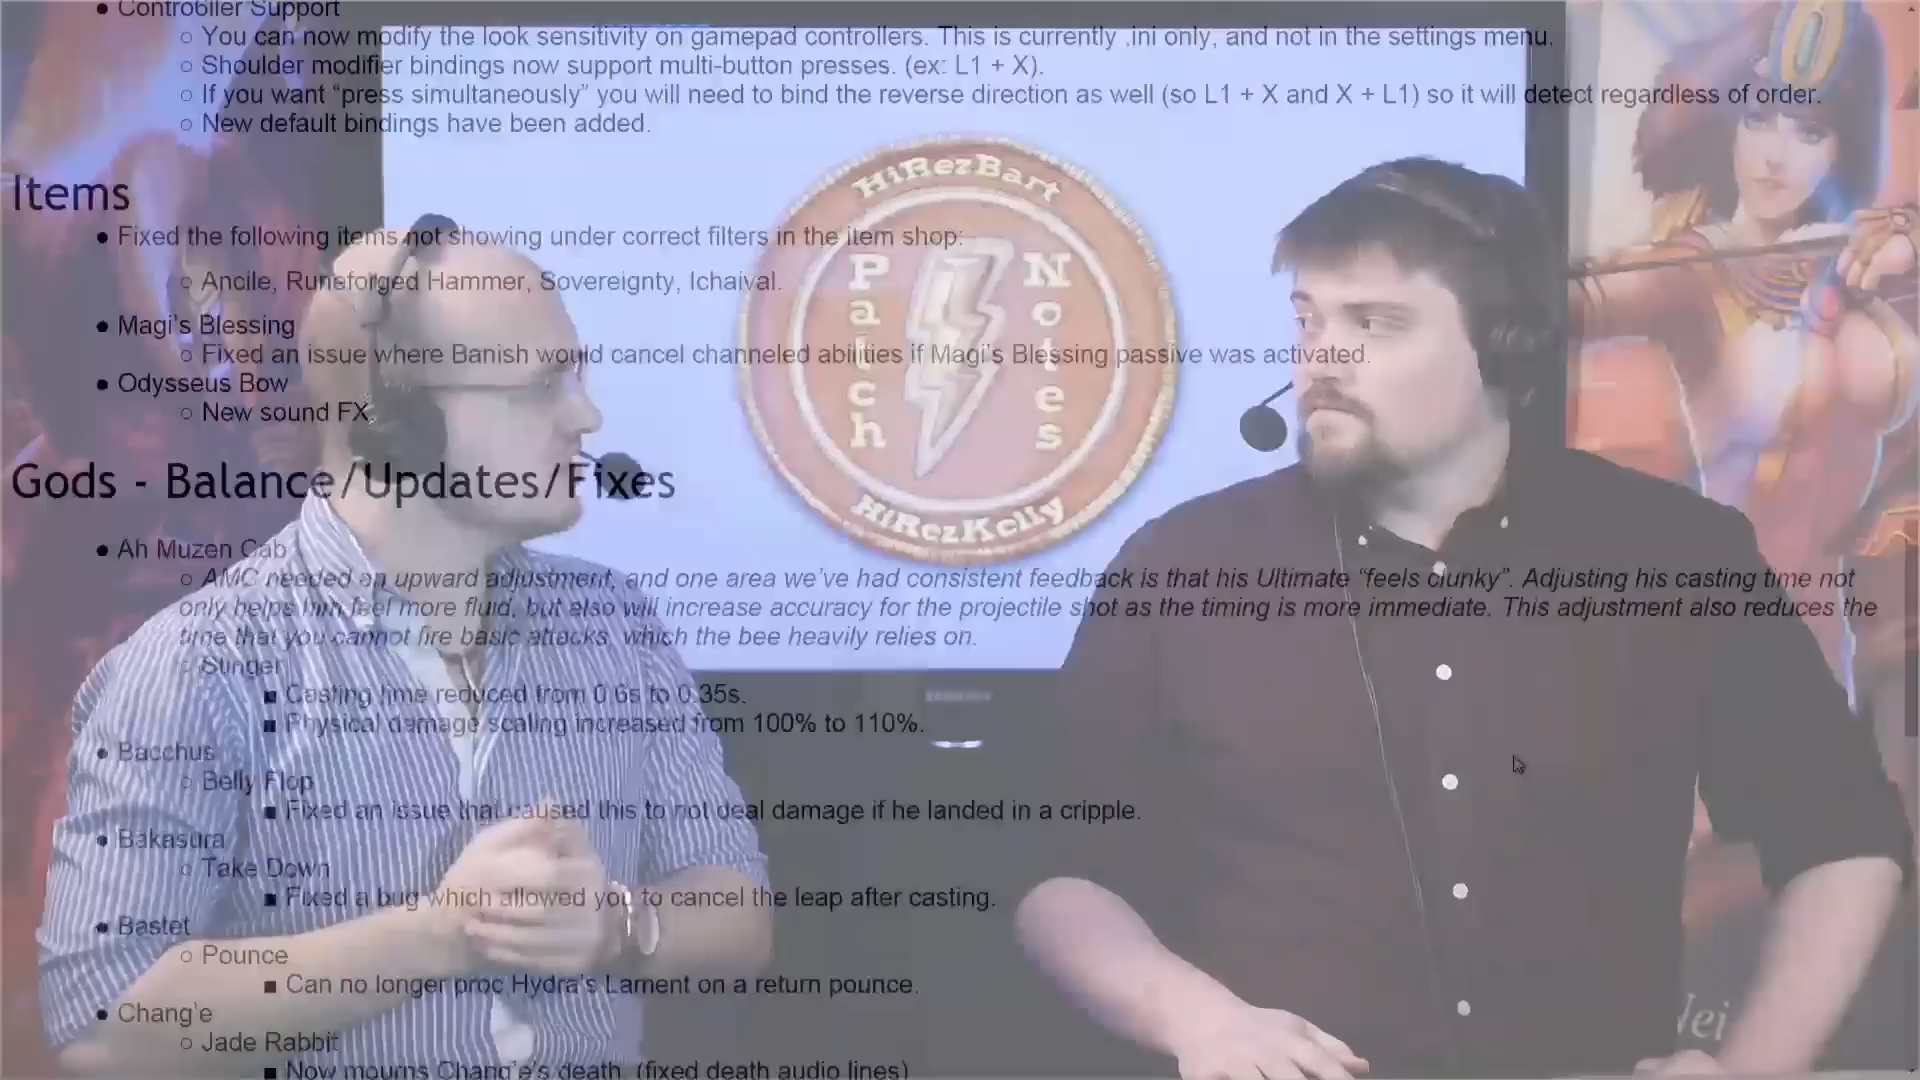 Controller Support
You can now modify the look sensitivity on gamepad controllers. This is currently .ini only, and not in the settings menu.
Shoulder modifier bindings now support multi-button presses. (ex: L1 + X).
If you want “press simultaneously” you will need to bind the reverse direction as well (so L1 + X and X + L1) so it will detect regardless of order.
New default bindings have been added.
Items
Fixed the following items not showing under correct filters in the item shop:
Ancile, Runeforged Hammer, Sovereignty, Ichaival.
Magi’s Blessing
Fixed an issue where Banish would cancel channeled abilities if Magi’s Blessing passive was activated.
Odysseus Bow
New sound FX.
Gods - Balance/Updates/Fixes
Ah Muzen Cab
AMC needed an upward adjustment, and one area we’ve had consistent feedback is that his Ultimate “feels clunky”. Adjusting his casting time not
only helps him feel more fluid, but also will increase accuracy for the projectile shot as the timing is more immediate. This adjustment also reduces the
time that you cannot fire basic attacks, which the bee heavily relies on.
Stinger
Casting time reduced from 0.6s to 0.35s.
Physical damage scaling increased from 100% to 110%.
Bacchus
Belly Flop
Fixed an issue that caused this to not deal damage if he landed in a cripple.
Bakasura
Take Down
Fixed a bug which allowed you to cancel the leap after casting.
Bastet
Pounce
Can no longer proc Hydra’s Lament on a return pounce.
Chang’e
Jade Rabbit
Now mourns Chang’e’s death. (fixed death audio lines)
HiRezBart
Patch
Notes
HiRezKelly